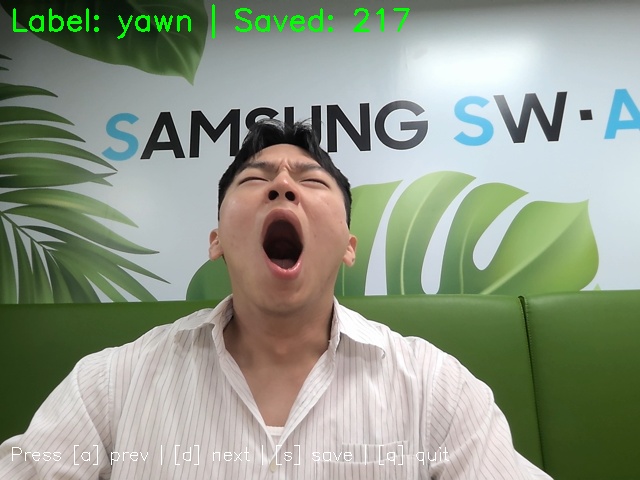 Label: yawn | Saved: 217
SAMSUNG SW·A
Press [a] prev | [d] next | [s] save | [q] quit